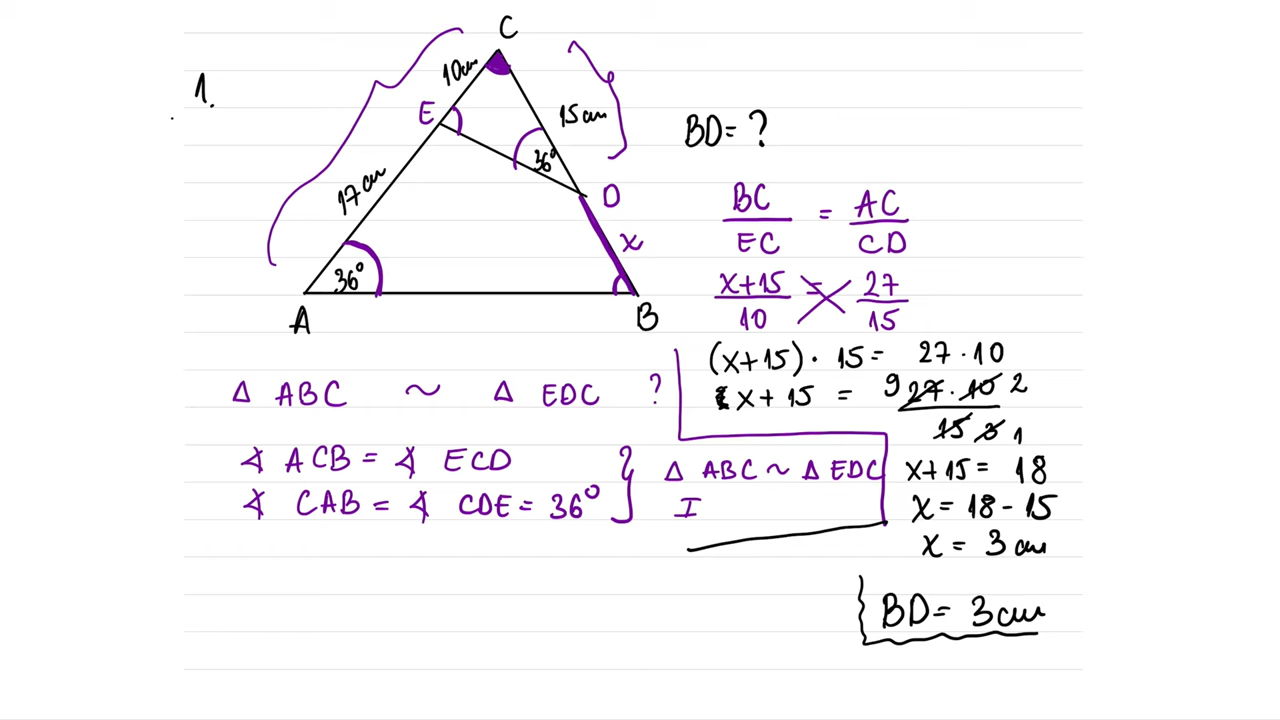 1.
C
10cm
E
15cm
36°
17cm
D
x
36°
A
B
BD= ?
BC/EC = AC/CD
x+15/10 = 27/15
(x+15)· 15= 27·10
x+15 = 9 27·10 2
15 3 1
x+15= 18
x= 18-15
x= 3cm
BD= 3cm
Δ ABC ~ Δ EDC ?
∢ ACB = ∢ ECD
∢ CAB = ∢ CDE = 36°
Δ ABC ~ Δ EDC
I